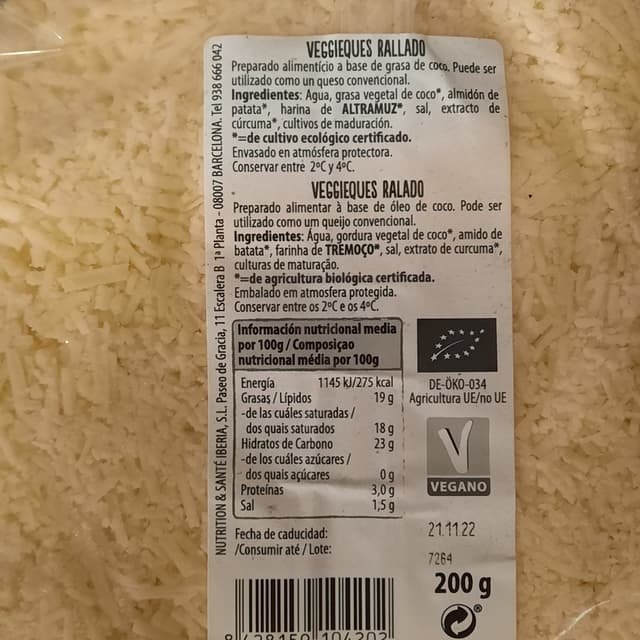 VEGGIEQUES RALLADO
Preparado alimentício a base de grasa de coco. Puede ser
utilizado como un queso convencional.
Ingredientes: Agua, grasa vegetal de coco*, almidón de
patata*, harina de ALTRAMUZ*, sal, extracto de
cúrcuma*, cultivos de maduración.
*=de cultivo ecológico certificado.
Envasado en atmósfera protectora.
Conservar entre 2ºC y 4ºC.
VEGGIEQUES RALADO
Preparado alimentar à base de óleo de coco. Pode ser
utilizado com um queijo convencional.
Ingredientes: Água, gordura vegetal de coco*, amido de
batata*, farinha de TREMOÇO*, sal, extrato de curcuma*,
culturas de maturação.
*=de agricultura biológica certificada.
Embalado em atmosfera protegida.
Conservar entre os 2ºC e os 4ºC.
Información nutricional media
por 100g / Composiçao
nutricional média por 100g
Energía 1145 kJ/275 kcal
Grasas / Lípidos 19 g
-de las cuáles saturadas /
dos quais saturados 18 g
Hidratos de Carbono 23 g
-de los cuáles azúcares /
dos quais açúcares 0 g
Proteínas 3,0 g
Sal 1,5 g
DE-ÖKO-034
Agricultura UE/no UE
V
VEGANO
Fecha de caducidad:
/Consumir até / Lote:
21.11.22
7264
200 g
NUTRITION & SANTÉ IBERIA, S.L. Paseo de Gracia, 11 Escalera B 1ª Planta - 08007 BARCELONA. Tel 938 666 042